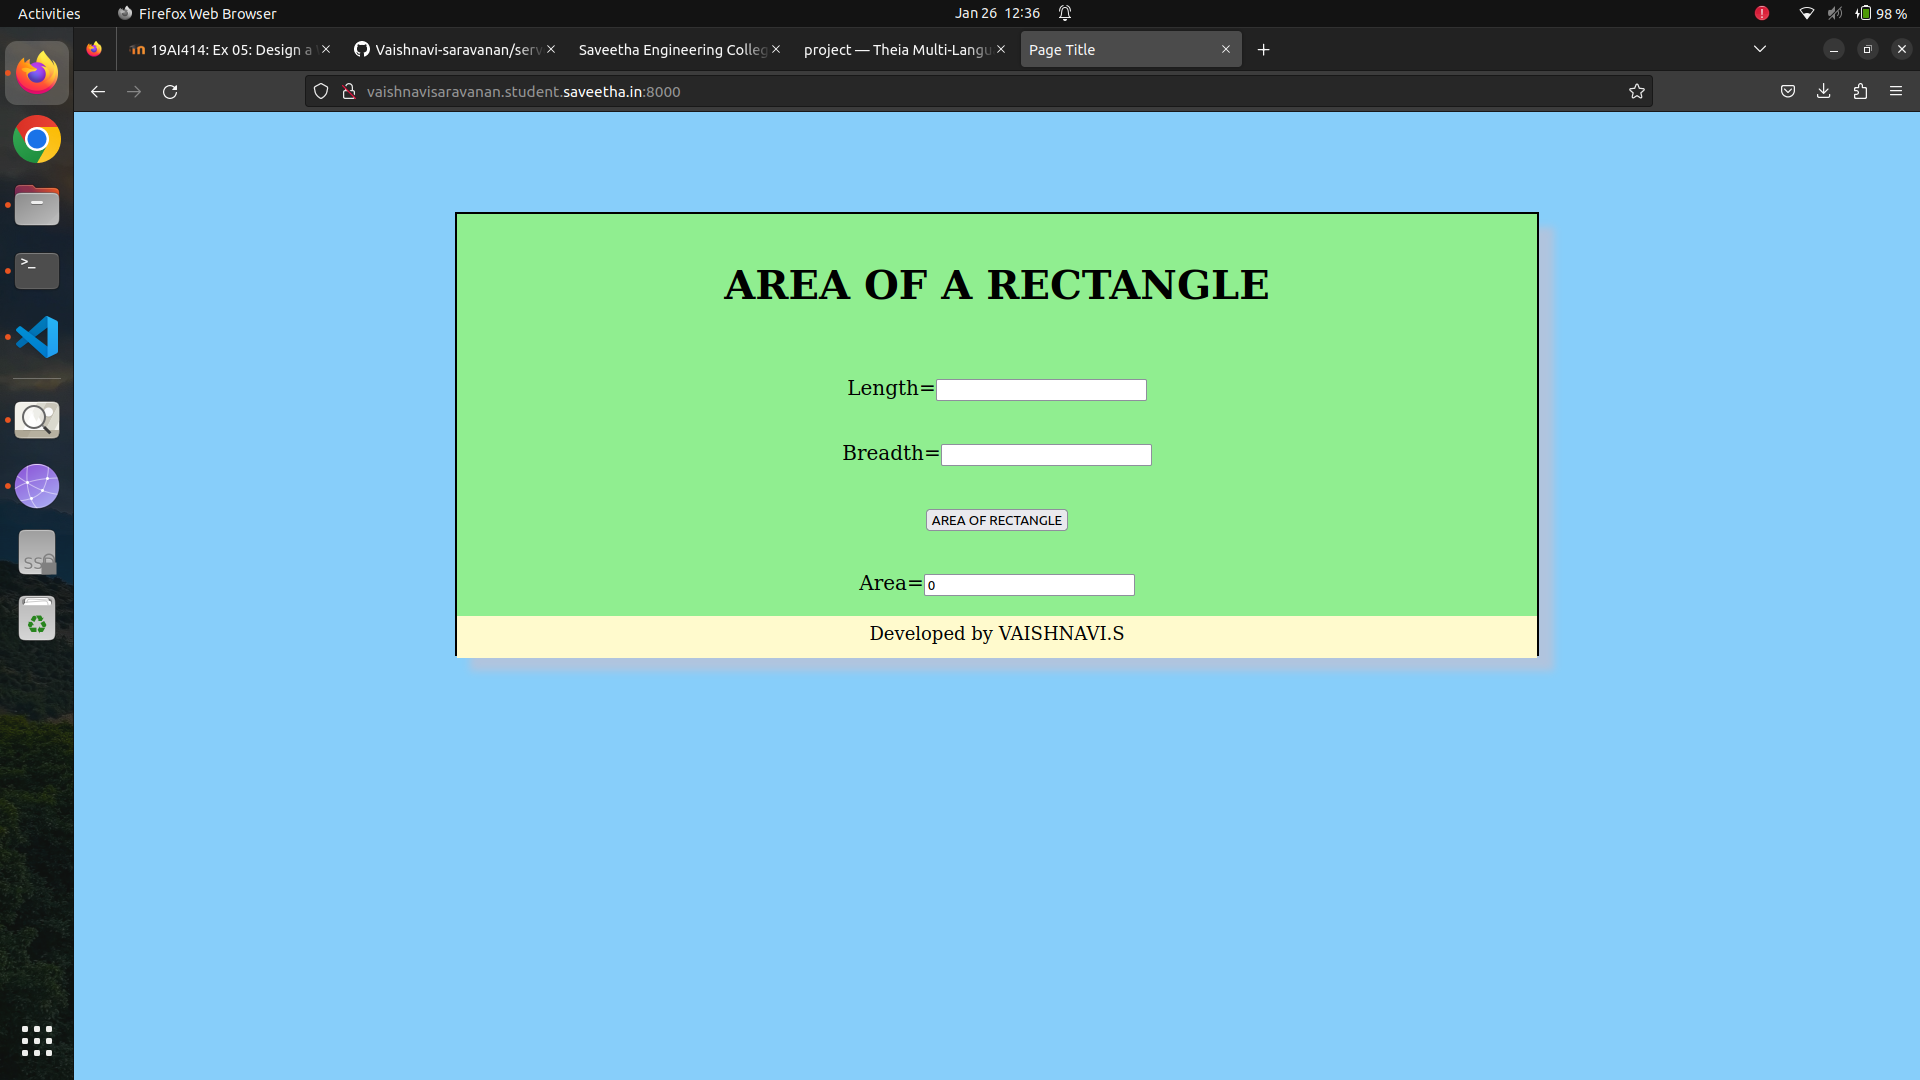 Activities
Firefox Web Browser
Jan 26 12:36
98 %
19AI414: Ex 05: Design a
Vaishnavi-saravanan/serv
Saveetha Engineering Colleg
project — Theia Multi-Langu
Page Title
vaishnavisaravanan.student.saveetha.in:8000
AREA OF A RECTANGLE
Length=
Breadth=
AREA OF RECTANGLE
Area=0
Developed by VAISHNAVI.S
>_
SS